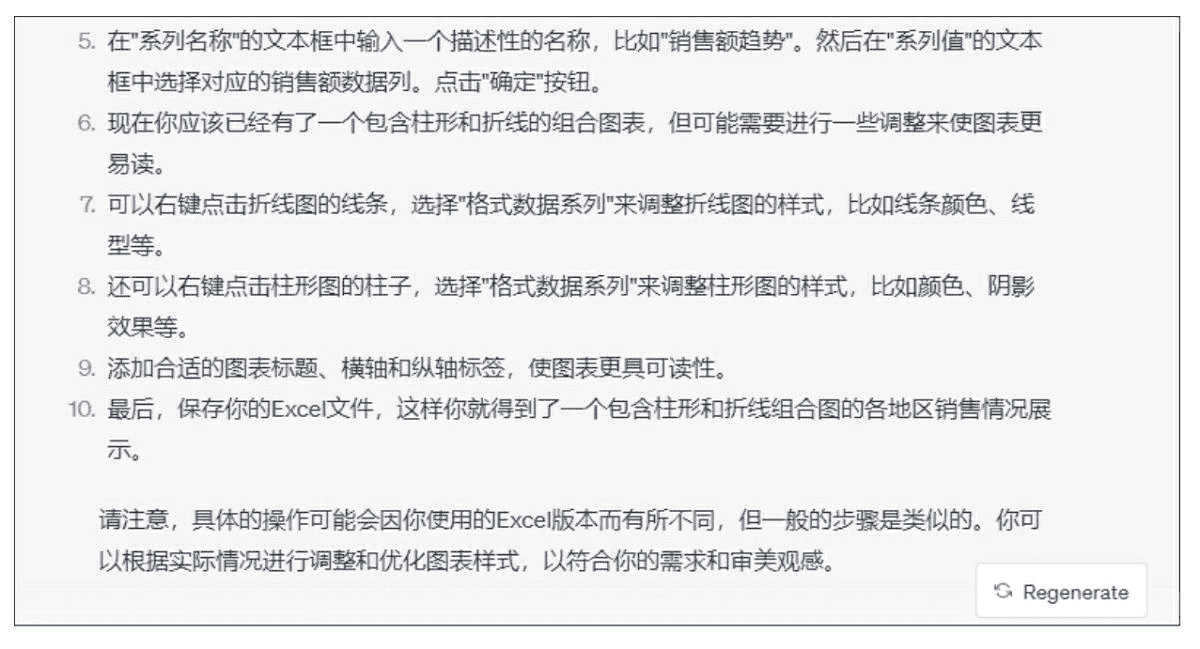 5. 在"系列名称"的文本框中输入一个描述性的名称，比如"销售额趋势"。然后在"系列值"的文本
框中选择对应的销售额数据列。点击"确定"按钮。
6. 现在你应该已经有了一个包含柱形和折线的组合图表，但可能需要进行一些调整来使图表更
易读。
7. 可以右键点击折线图的线条，选择"格式数据系列"来调整折线图的样式，比如线条颜色、线
型等。
8. 还可以右键点击柱形图的柱子，选择"格式数据系列"来调整柱形图的样式，比如颜色、阴影
效果等。
9. 添加合适的图表标题、横轴和纵轴标签，使图表更具可读性。
10. 最后，保存你的Excel文件，这样你就得到了一个包含柱形和折线组合图的各地区销售情况展
示。
请注意，具体的操作可能会因你使用的Excel版本而有所不同，但一般的步骤是类似的。你可
以根据实际情况进行调整和优化图表样式，以符合你的需求和审美观感。
Regenerate